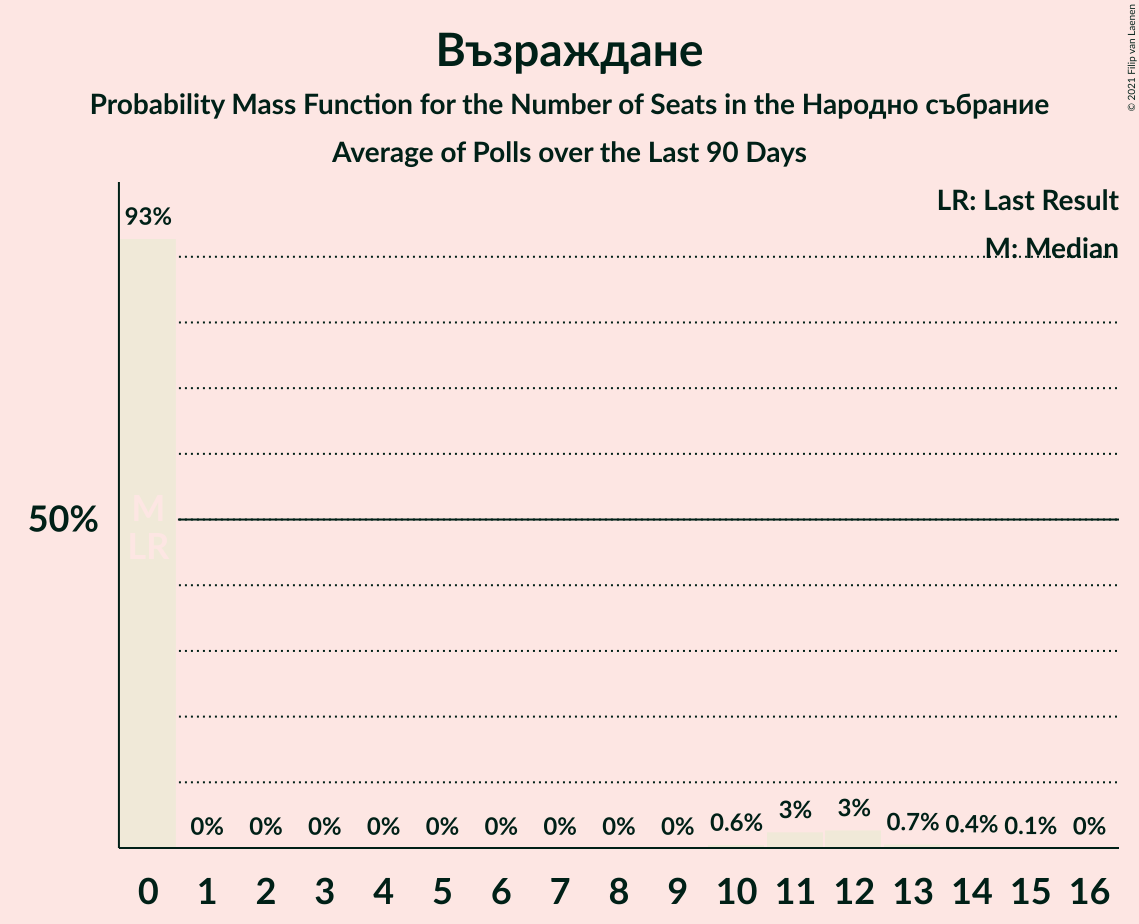 Възраждане
Probability Mass Function for the Number of Seats in the Народно събрание
Average of Polls over the Last 90 Days
© 2021 Filip van Laenen
LR: Last Result
M: Median
93%
50%
M
LR
0% 0% 0% 0% 0% 0% 0% 0% 0% 0.6% 3% 3% 0.7% 0.4% 0.1% 0%
0 1 2 3 4 5 6 7 8 9 10 11 12 13 14 15 16